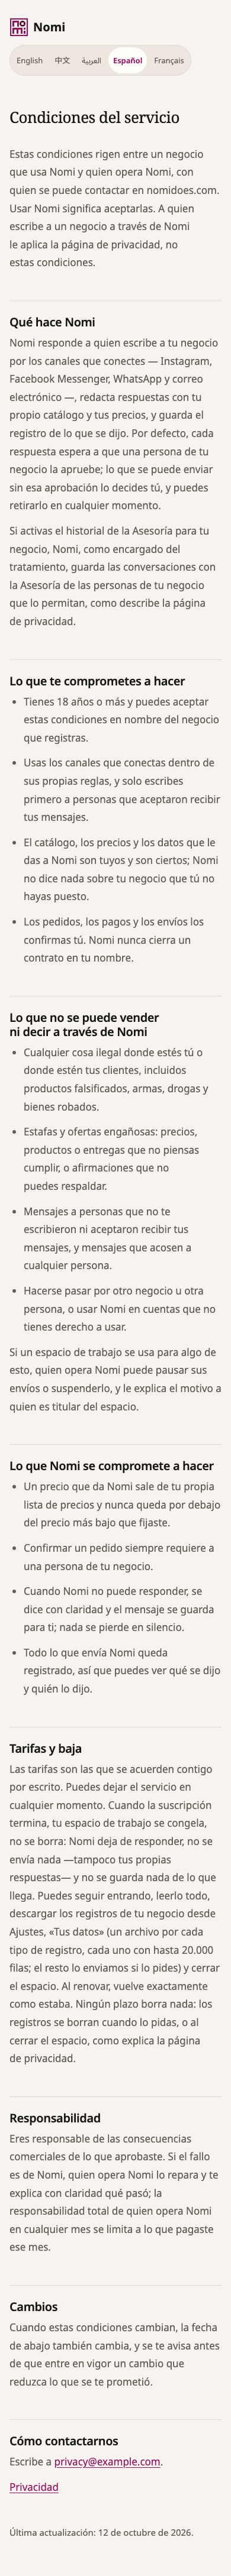 Nomi
English 中文 العربية Español Français
Condiciones del servicio
Estas condiciones rigen entre un negocio
que usa Nomi y quien opera Nomi, con
quien se puede contactar en nomidoes.com.
Usar Nomi significa aceptarlas. A quien
escribe a un negocio a través de Nomi
le aplica la página de privacidad, no
estas condiciones.
Qué hace Nomi
Nomi responde a quien escribe a tu negocio
por los canales que conectes — Instagram,
Facebook Messenger, WhatsApp y correo
electrónico —, redacta respuestas con tu
propio catálogo y tus precios, y guarda el
registro de lo que se dijo. Por defecto, cada
respuesta espera a que una persona de tu
negocio la apruebe; lo que se puede enviar
sin esa aprobación lo decides tú, y puedes
retirarlo en cualquier momento.
Si activas el historial de la Asesoría para tu
negocio, Nomi, como encargado del
tratamiento, guarda las conversaciones con
la Asesoría de las personas de tu negocio
que lo permitan, como describe la página
de privacidad.
Lo que te comprometes a hacer
• Tienes 18 años o más y puedes aceptar
estas condiciones en nombre del negocio
que registras.
• Usas los canales que conectas dentro de
sus propias reglas, y solo escribes
primero a personas que aceptaron recibir
tus mensajes.
• El catálogo, los precios y los datos que le
das a Nomi son tuyos y son ciertos; Nomi
no dice nada sobre tu negocio que tú no
hayas puesto.
• Los pedidos, los pagos y los envíos los
confirmas tú. Nomi nunca cierra un
contrato en tu nombre.
Lo que no se puede vender
ni decir a través de Nomi
• Cualquier cosa ilegal donde estés tú o
donde estén tus clientes, incluidos
productos falsificados, armas, drogas y
bienes robados.
• Estafas y ofertas engañosas: precios,
productos o entregas que no piensas
cumplir, o afirmaciones que no
puedes respaldar.
• Mensajes a personas que no te
escribieron ni aceptaron recibir tus
mensajes, y mensajes que acosen a
cualquier persona.
• Hacerse pasar por otro negocio u otra
persona, o usar Nomi en cuentas que no
tienes derecho a usar.
Si un espacio de trabajo se usa para algo de
esto, quien opera Nomi puede pausar sus
envíos o suspenderlo, y le explica el motivo a
quien es titular del espacio.
Lo que Nomi se compromete a hacer
• Un precio que da Nomi sale de tu propia
lista de precios y nunca queda por debajo
del precio más bajo que fijaste.
• Confirmar un pedido siempre requiere a
una persona de tu negocio.
• Cuando Nomi no puede responder, se
dice con claridad y el mensaje se guarda
para ti; nada se pierde en silencio.
• Todo lo que envía Nomi queda
registrado, así que puedes ver qué se dijo
y quién lo dijo.
Tarifas y baja
Las tarifas son las que se acuerden contigo
por escrito. Puedes dejar el servicio en
cualquier momento. Cuando la suscripción
termina, tu espacio de trabajo se congela,
no se borra: Nomi deja de responder, no se
envía nada —tampoco tus propias
respuestas— y no se guarda nada de lo que
llega. Puedes seguir entrando, leerlo todo,
descargar los registros de tu negocio desde
Ajustes, «Tus datos» (un archivo por cada
tipo de registro, cada uno con hasta 20.000
filas; el resto lo enviamos si lo pides) y cerrar
el espacio. Al renovar, vuelve exactamente
como estaba. Ningún plazo borra nada: los
registros se borran cuando lo pidas, o al
cerrar el espacio, como explica la página
de privacidad.
Responsabilidad
Eres responsable de las consecuencias
comerciales de lo que aprobaste. Si el fallo
es de Nomi, quien opera Nomi lo repara y te
explica con claridad qué pasó; la
responsabilidad total de quien opera Nomi
en cualquier mes se limita a lo que pagaste
ese mes.
Cambios
Cuando estas condiciones cambian, la fecha
de abajo también cambia, y se te avisa antes
de que entre en vigor un cambio que
reduzca lo que se te prometió.
Cómo contactarnos
Escribe a privacy@example.com.
Privacidad
Última actualización: 12 de octubre de 2026.